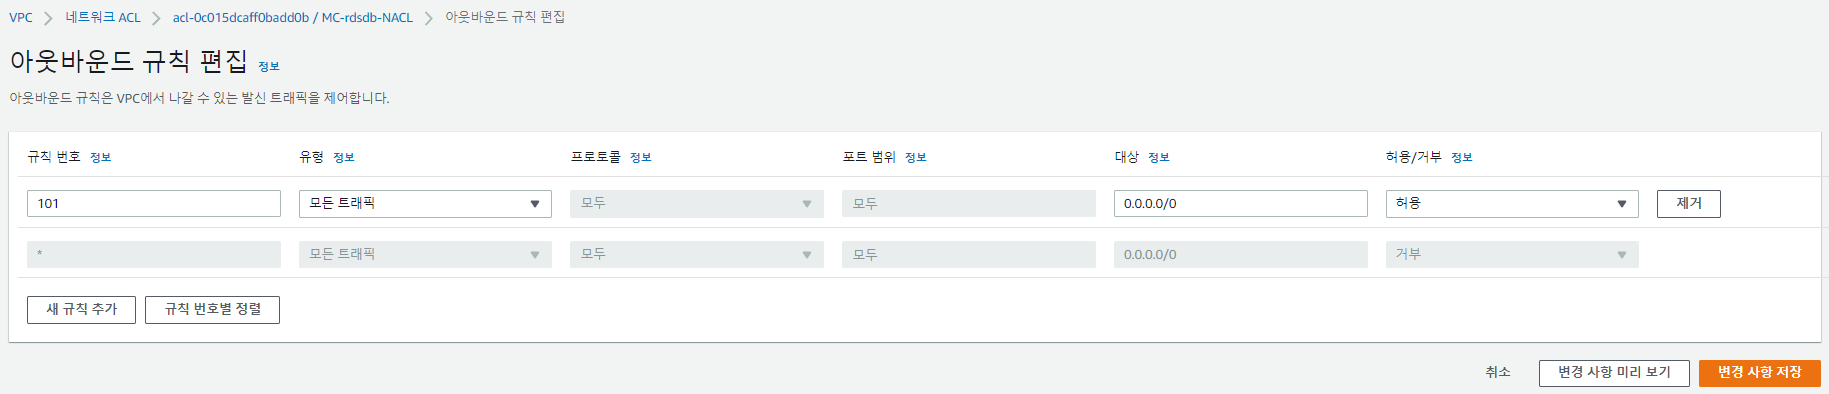 VPC > 네트워크 ACL > acl-0c015dcaff0badd0b / MC-rdsdb-NACL > 아웃바운드 규칙 편집
아웃바운드 규칙 편집 정보
아웃바운드 규칙은 VPC에서 나갈 수 있는 발신 트래픽을 제어합니다.
규칙 번호 정보 유형 정보 프로토콜 정보 포트 범위 정보 대상 정보 허용/거부 정보
101 모든 트래픽 모두 모두 0.0.0.0/0 허용 제거
* 모든 트래픽 모두 모두 0.0.0.0/0 거부
새 규칙 추가 규칙 번호별 정렬
취소 변경 사항 미리 보기 변경 사항 저장